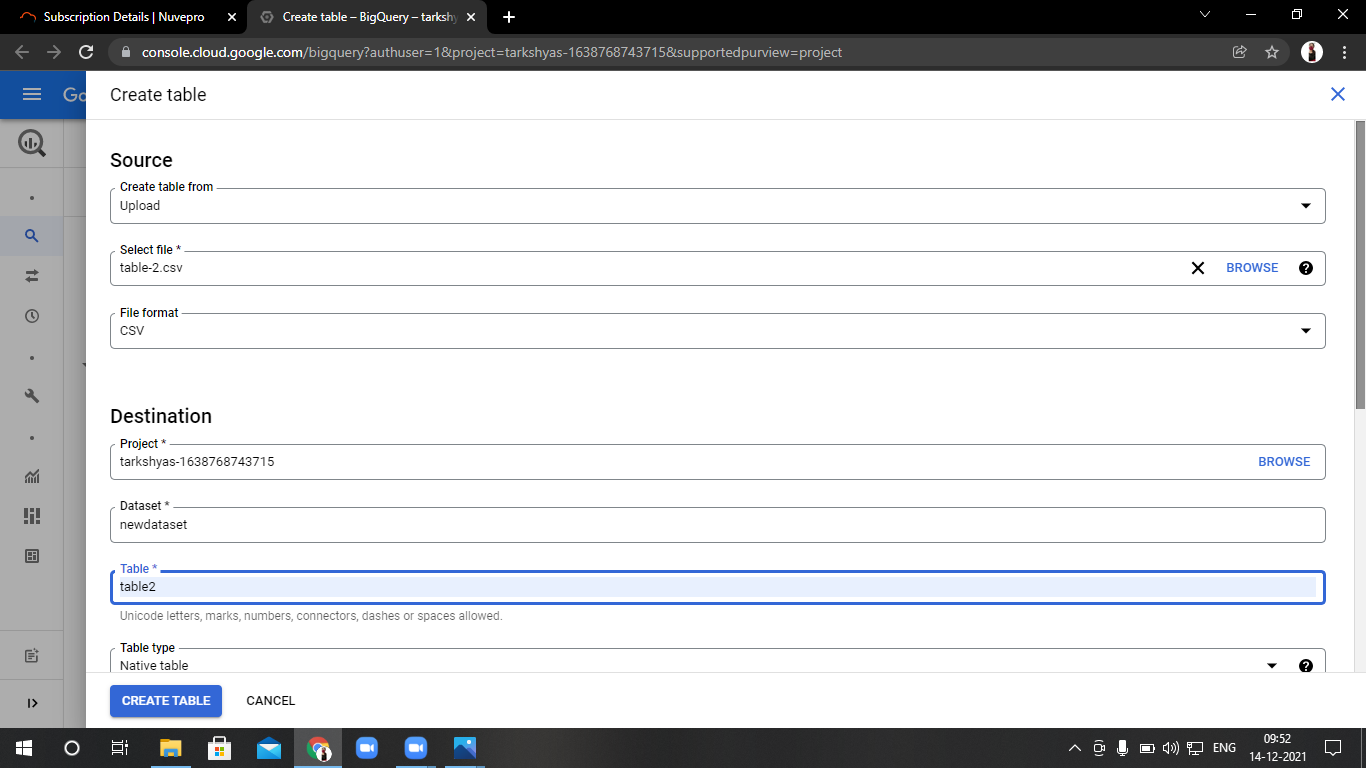 Subscription Details | Nuvepro
Create table – BigQuery – tarkshy
console.cloud.google.com/bigquery?authuser=1&project=tarkshyas-1638768743715&supportedpurview=project
Go
Create table
Source
Create table from
Upload
Select file *
table-2.csv
BROWSE
File format
CSV
Destination
Project *
tarkshyas-1638768743715
BROWSE
Dataset *
newdataset
Table *
table2
Unicode letters, marks, numbers, connectors, dashes or spaces allowed.
Table type
Native table
CREATE TABLE CANCEL
ENG
09:52
14-12-2021